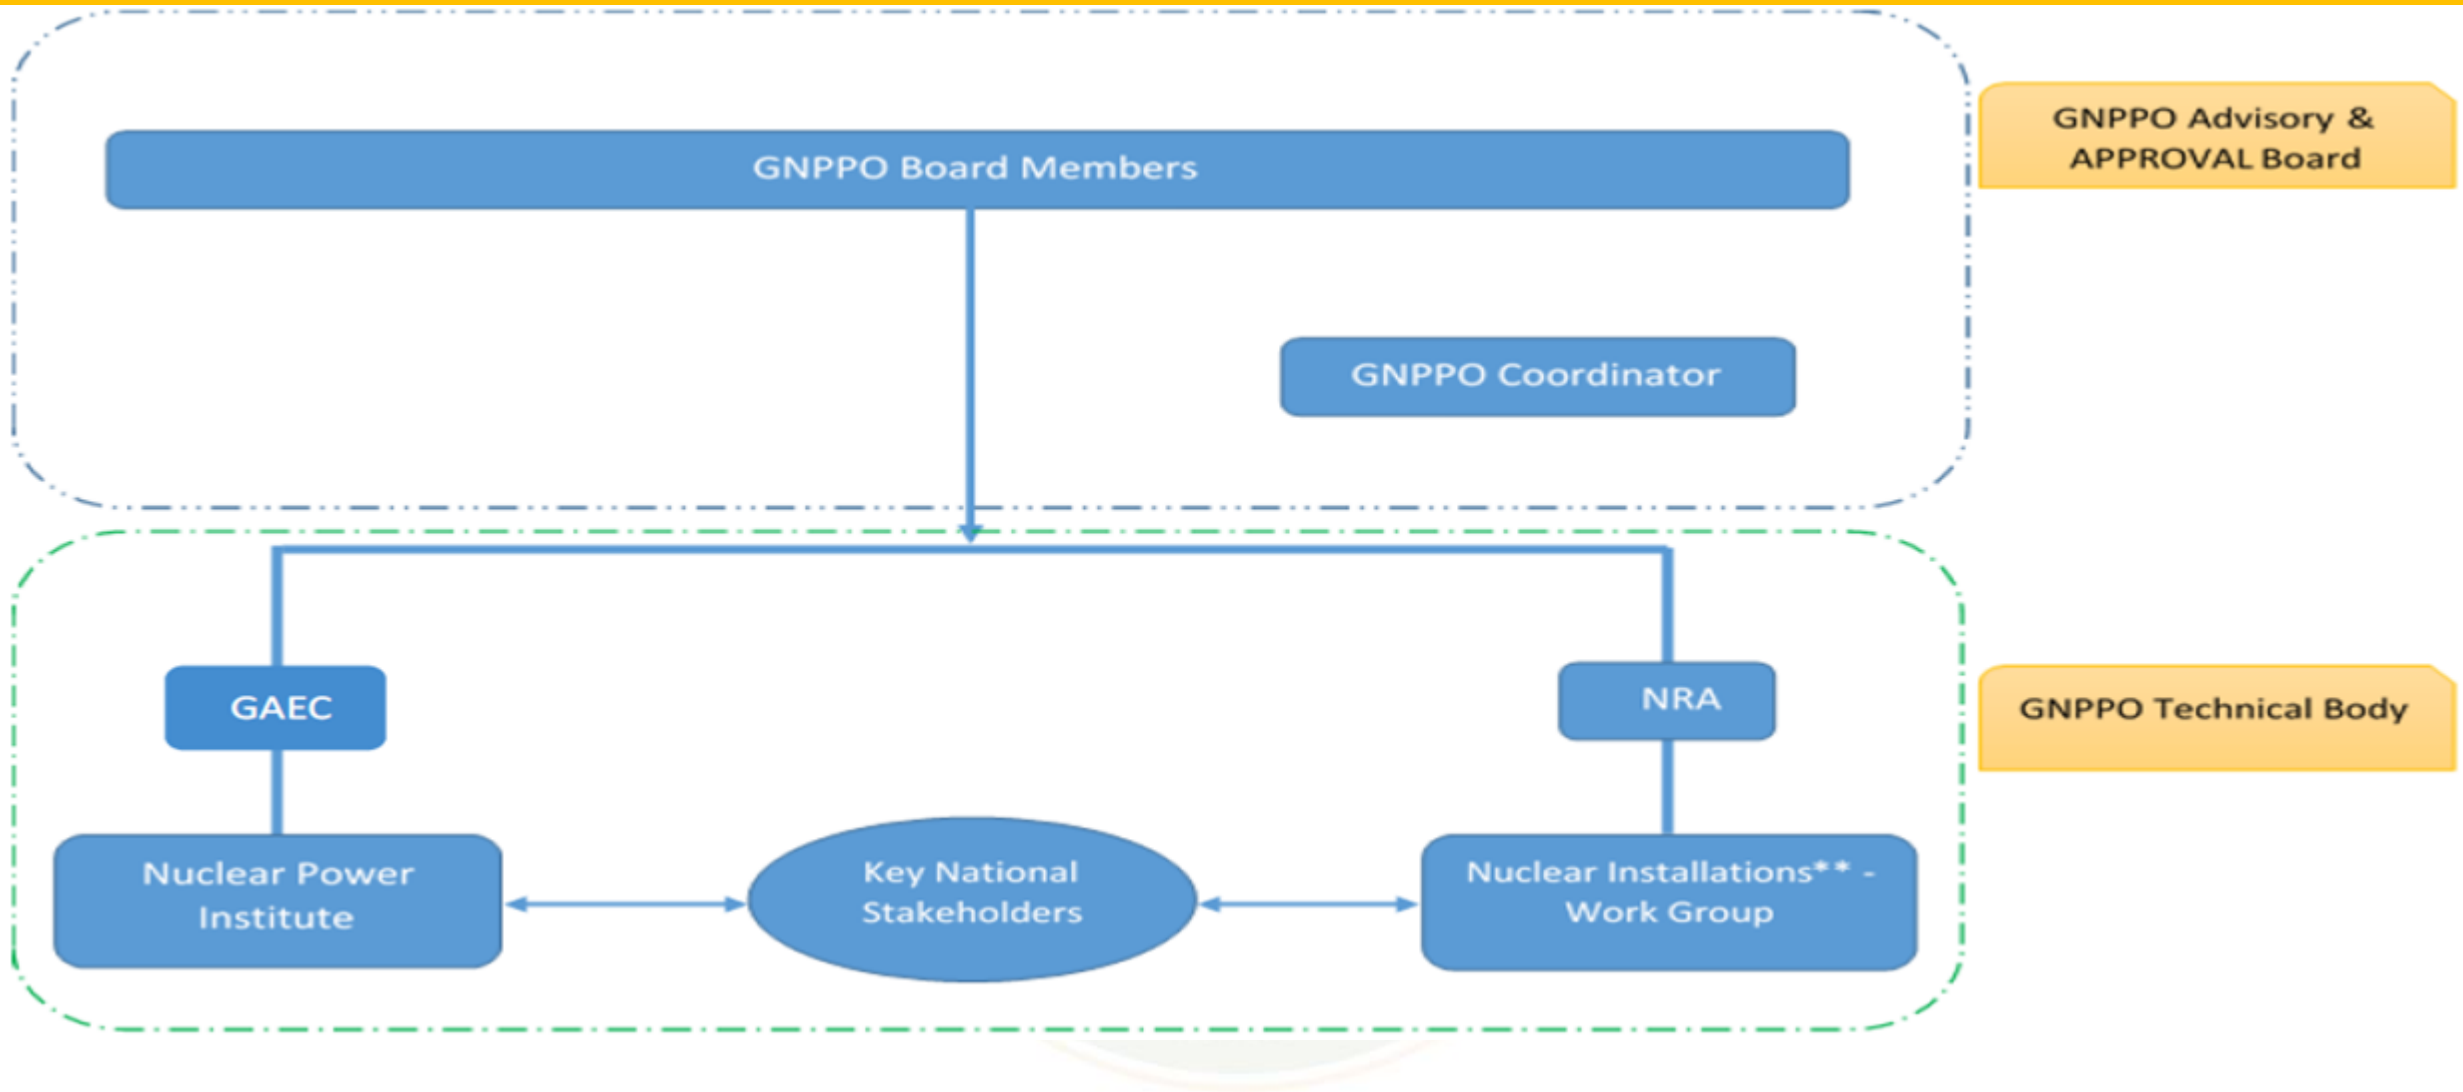 GNPPO Advisory &
APPROVAL Board
GNPPO Board Members
GNPPO Coordinator
GAEC
NRA
GNPPO Technical Body
Nuclear Power
Institute
Key National
Stakeholders
Nuclear Installations** -
Work Group